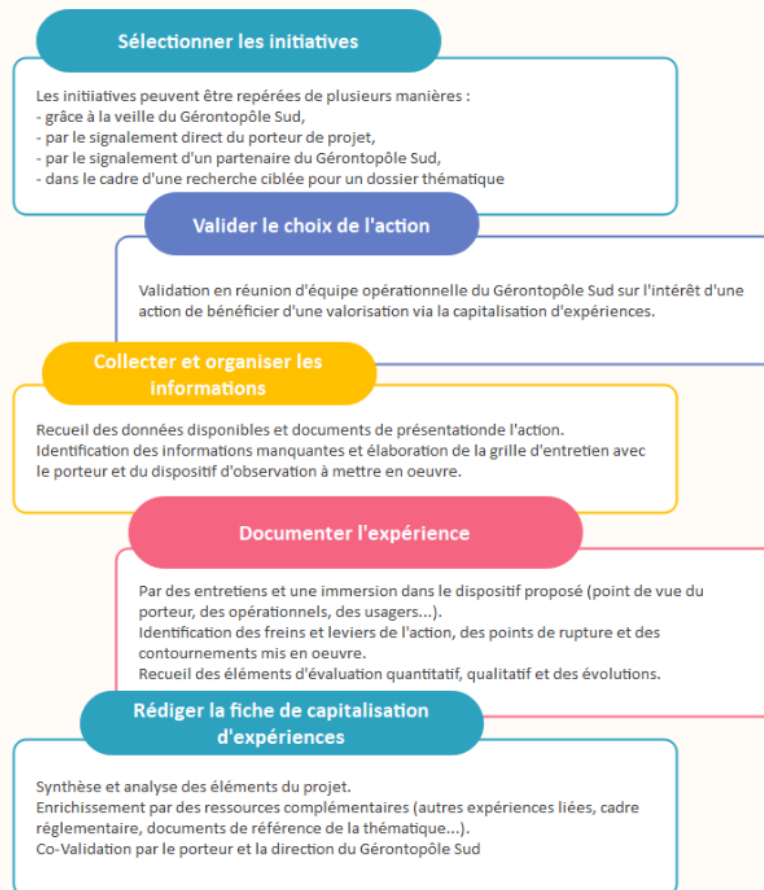 Sélectionner les initiatives
Les initiiatives peuvent être repérées de plusieurs manières :
- grâce à la veille du Gérontopôle Sud,
- par le signalement direct du porteur de projet,
- par le signalement d'un partenaire du Gérontopôle Sud,
- dans le cadre d'une recherche ciblée pour un dossier thématique
Valider le choix de l'action
Validation en réunion d'équipe opérationnelle du Gérontopôle Sud sur l'intérêt d'une
action de bénéficier d'une valorisation via la capitalisation d'expériences.
Collecter et organiser les
informations
Recueil des données disponibles et documents de présentationde l'action.
Identification des informations manquantes et élaboration de la grille d'entretien avec
le porteur et du dispositif d'observation à mettre en oeuvre.
Documenter l'expérience
Par des entretiens et une immersion dans le dispositif proposé (point de vue du
porteur, des opérationnels, des usagers...).
Identification des freins et leviers de l'action, des points de rupture et des
contournements mis en oeuvre.
Recueil des éléments d'évaluation quantitatif, qualitatif et des évolutions.
Rédiger la fiche de capitalisation
d'expériences
Synthèse et analyse des éléments du projet.
Enrichissement par des ressources complémentaires (autres expériences liées, cadre
réglementaire, documents de référence de la thématique...).
Co-Validation par le porteur et la direction du Gérontopôle Sud